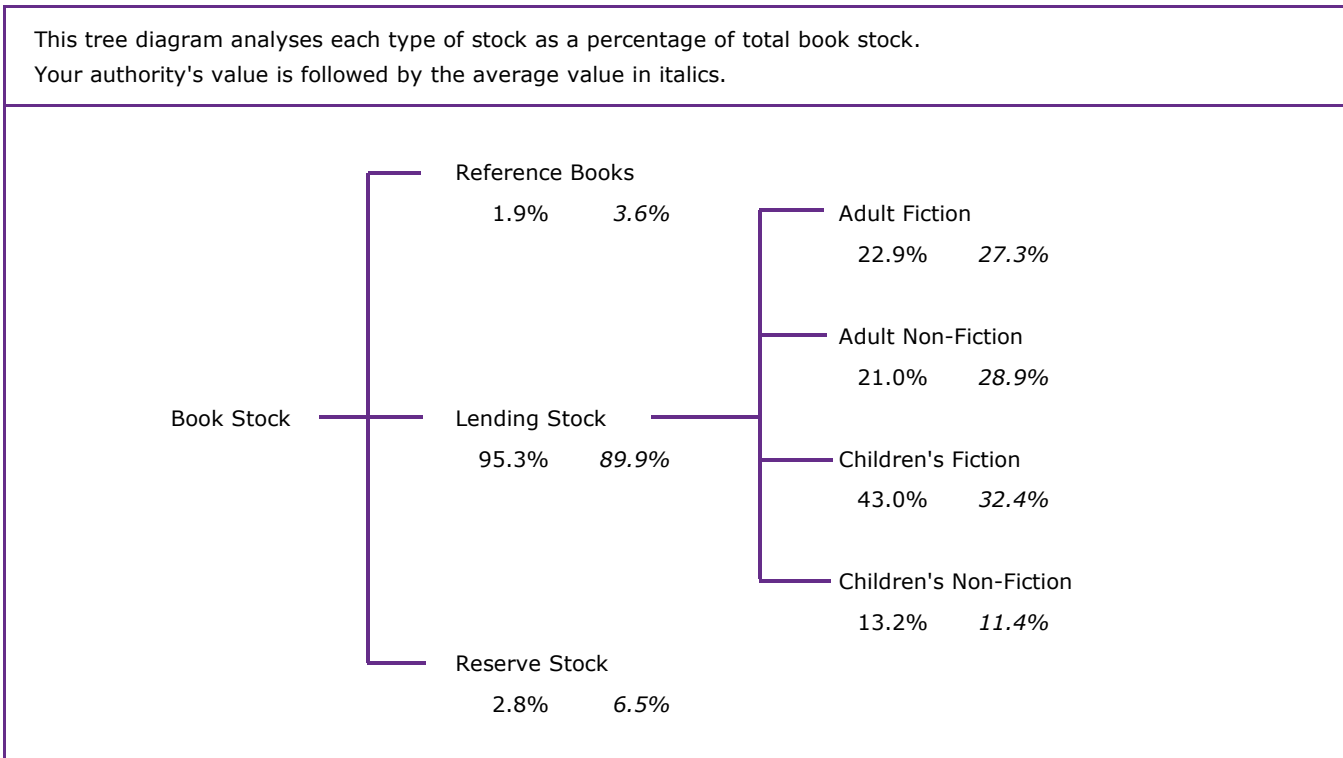 This tree diagram analyses each type of stock as a percentage of total book stock.
Your authority's value is followed by the average value in italics.
Reference Books
1.9% 3.6%
Adult Fiction
22.9% 27.3%
Adult Non-Fiction
21.0% 28.9%
Book Stock
Lending Stock
95.3% 89.9%
Children's Fiction
43.0% 32.4%
Children's Non-Fiction
13.2% 11.4%
Reserve Stock
2.8% 6.5%